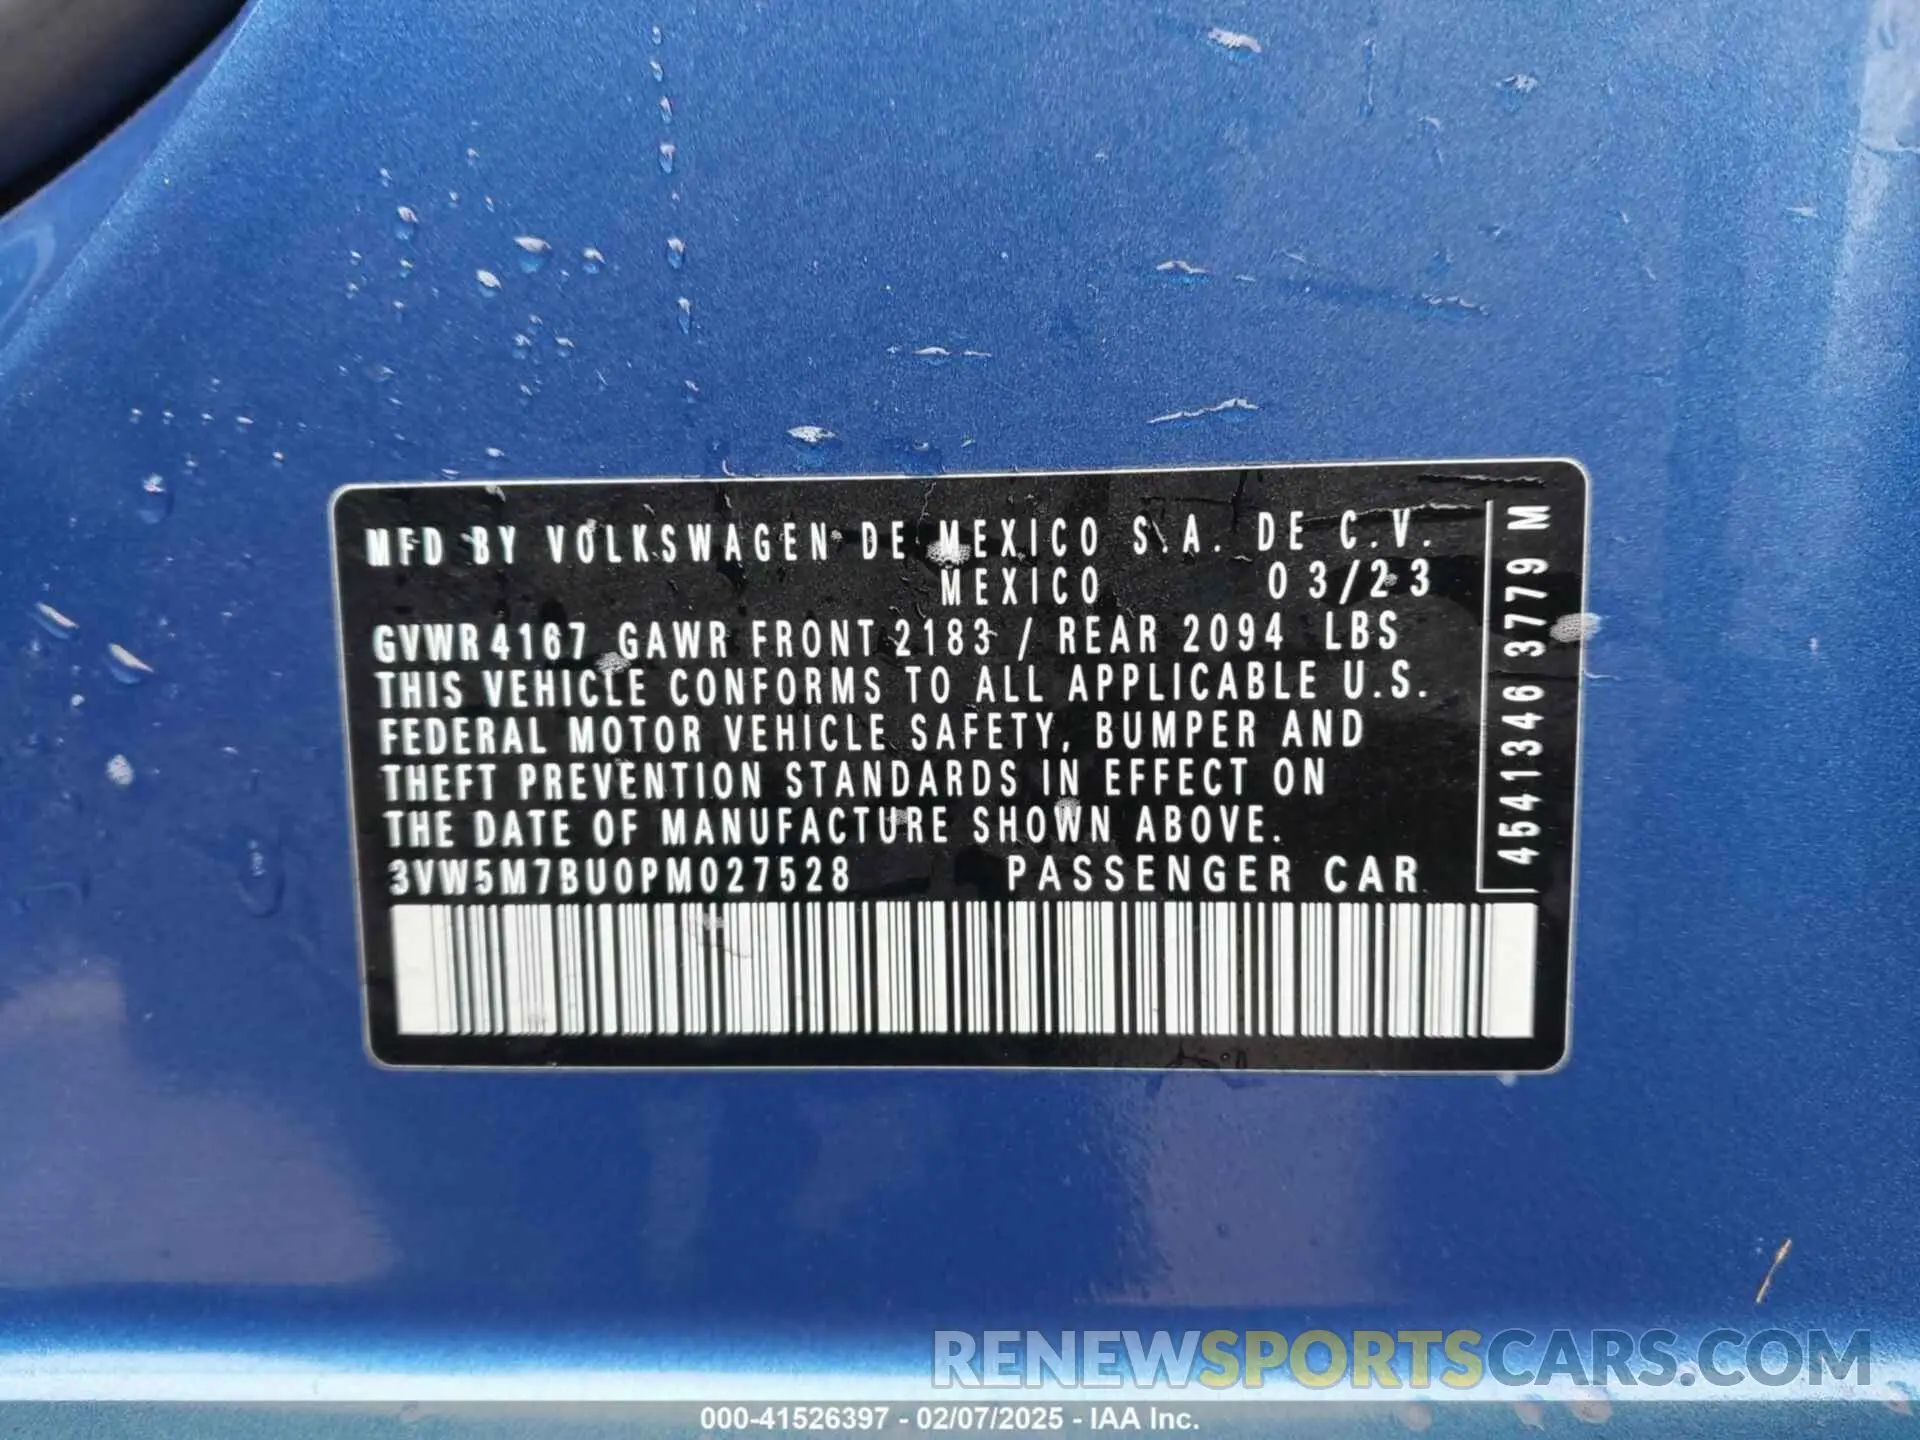 MFD BY VOLKSWAGEN DE MEXICO S.A. DE C.V.
MEXICO 03/23
GVWR 4167 GAWR FRONT 2183 / REAR 2094 LBS
THIS VEHICLE CONFORMS TO ALL APPLICABLE U.S.
FEDERAL MOTOR VEHICLE SAFETY, BUMPER AND
THEFT PREVENTION STANDARDS IN EFFECT ON
THE DATE OF MANUFACTURE SHOWN ABOVE.
3VW5M7BU0PM027528 PASSENGER CAR
4541346 3779 M
RENEWSPORTSCARS.COM
000-41526397 - 02/07/2025 - IAA Inc.